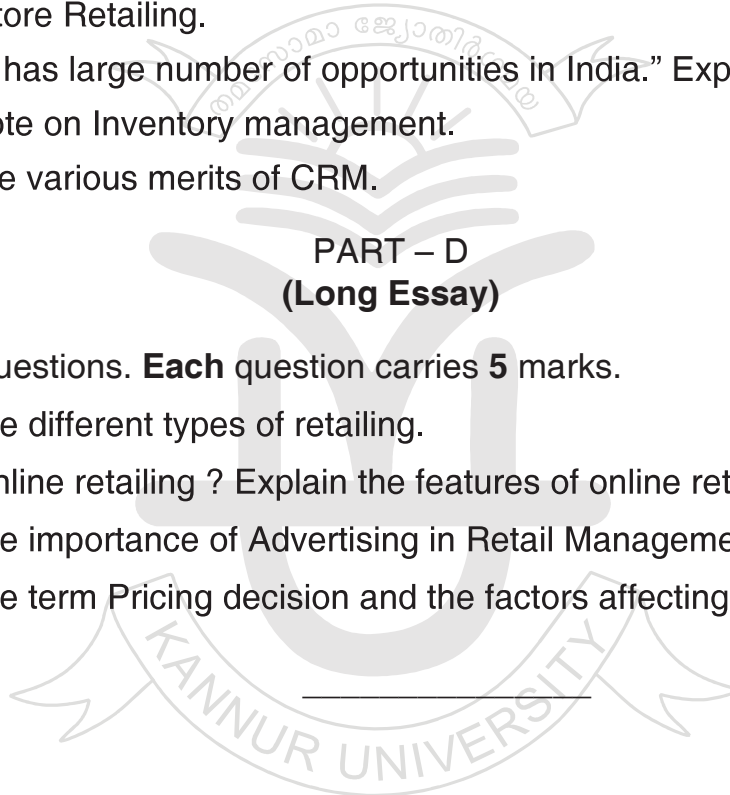 തമസോമാ ജ്യോതിർഗമയ
tore Retailing.
has large number of opportunities in India.” Exp
ote on Inventory management.
e various merits of CRM.
PART – D
(Long Essay)
uestions. Each question carries 5 marks.
e different types of retailing.
nline retailing ? Explain the features of online ret
e importance of Advertising in Retail Manageme
e term Pricing decision and the factors affecting
KANNUR UNIVERSITY